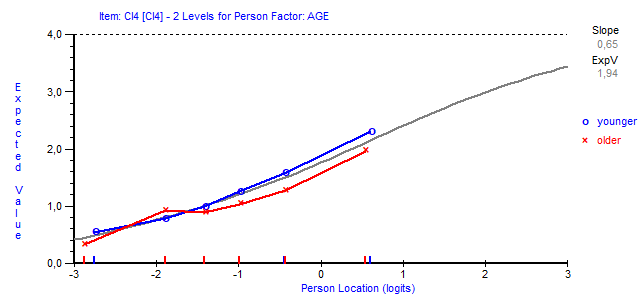 Item: CI4 [CI4] - 2 Levels for Person Factor: AGE
Slope
0,65
ExpV
1,94
4,0
3,0
2,0
1,0
0,0
Expected Value
-3
-2
-1
0
1
2
3
Person Location (logits)
younger
older